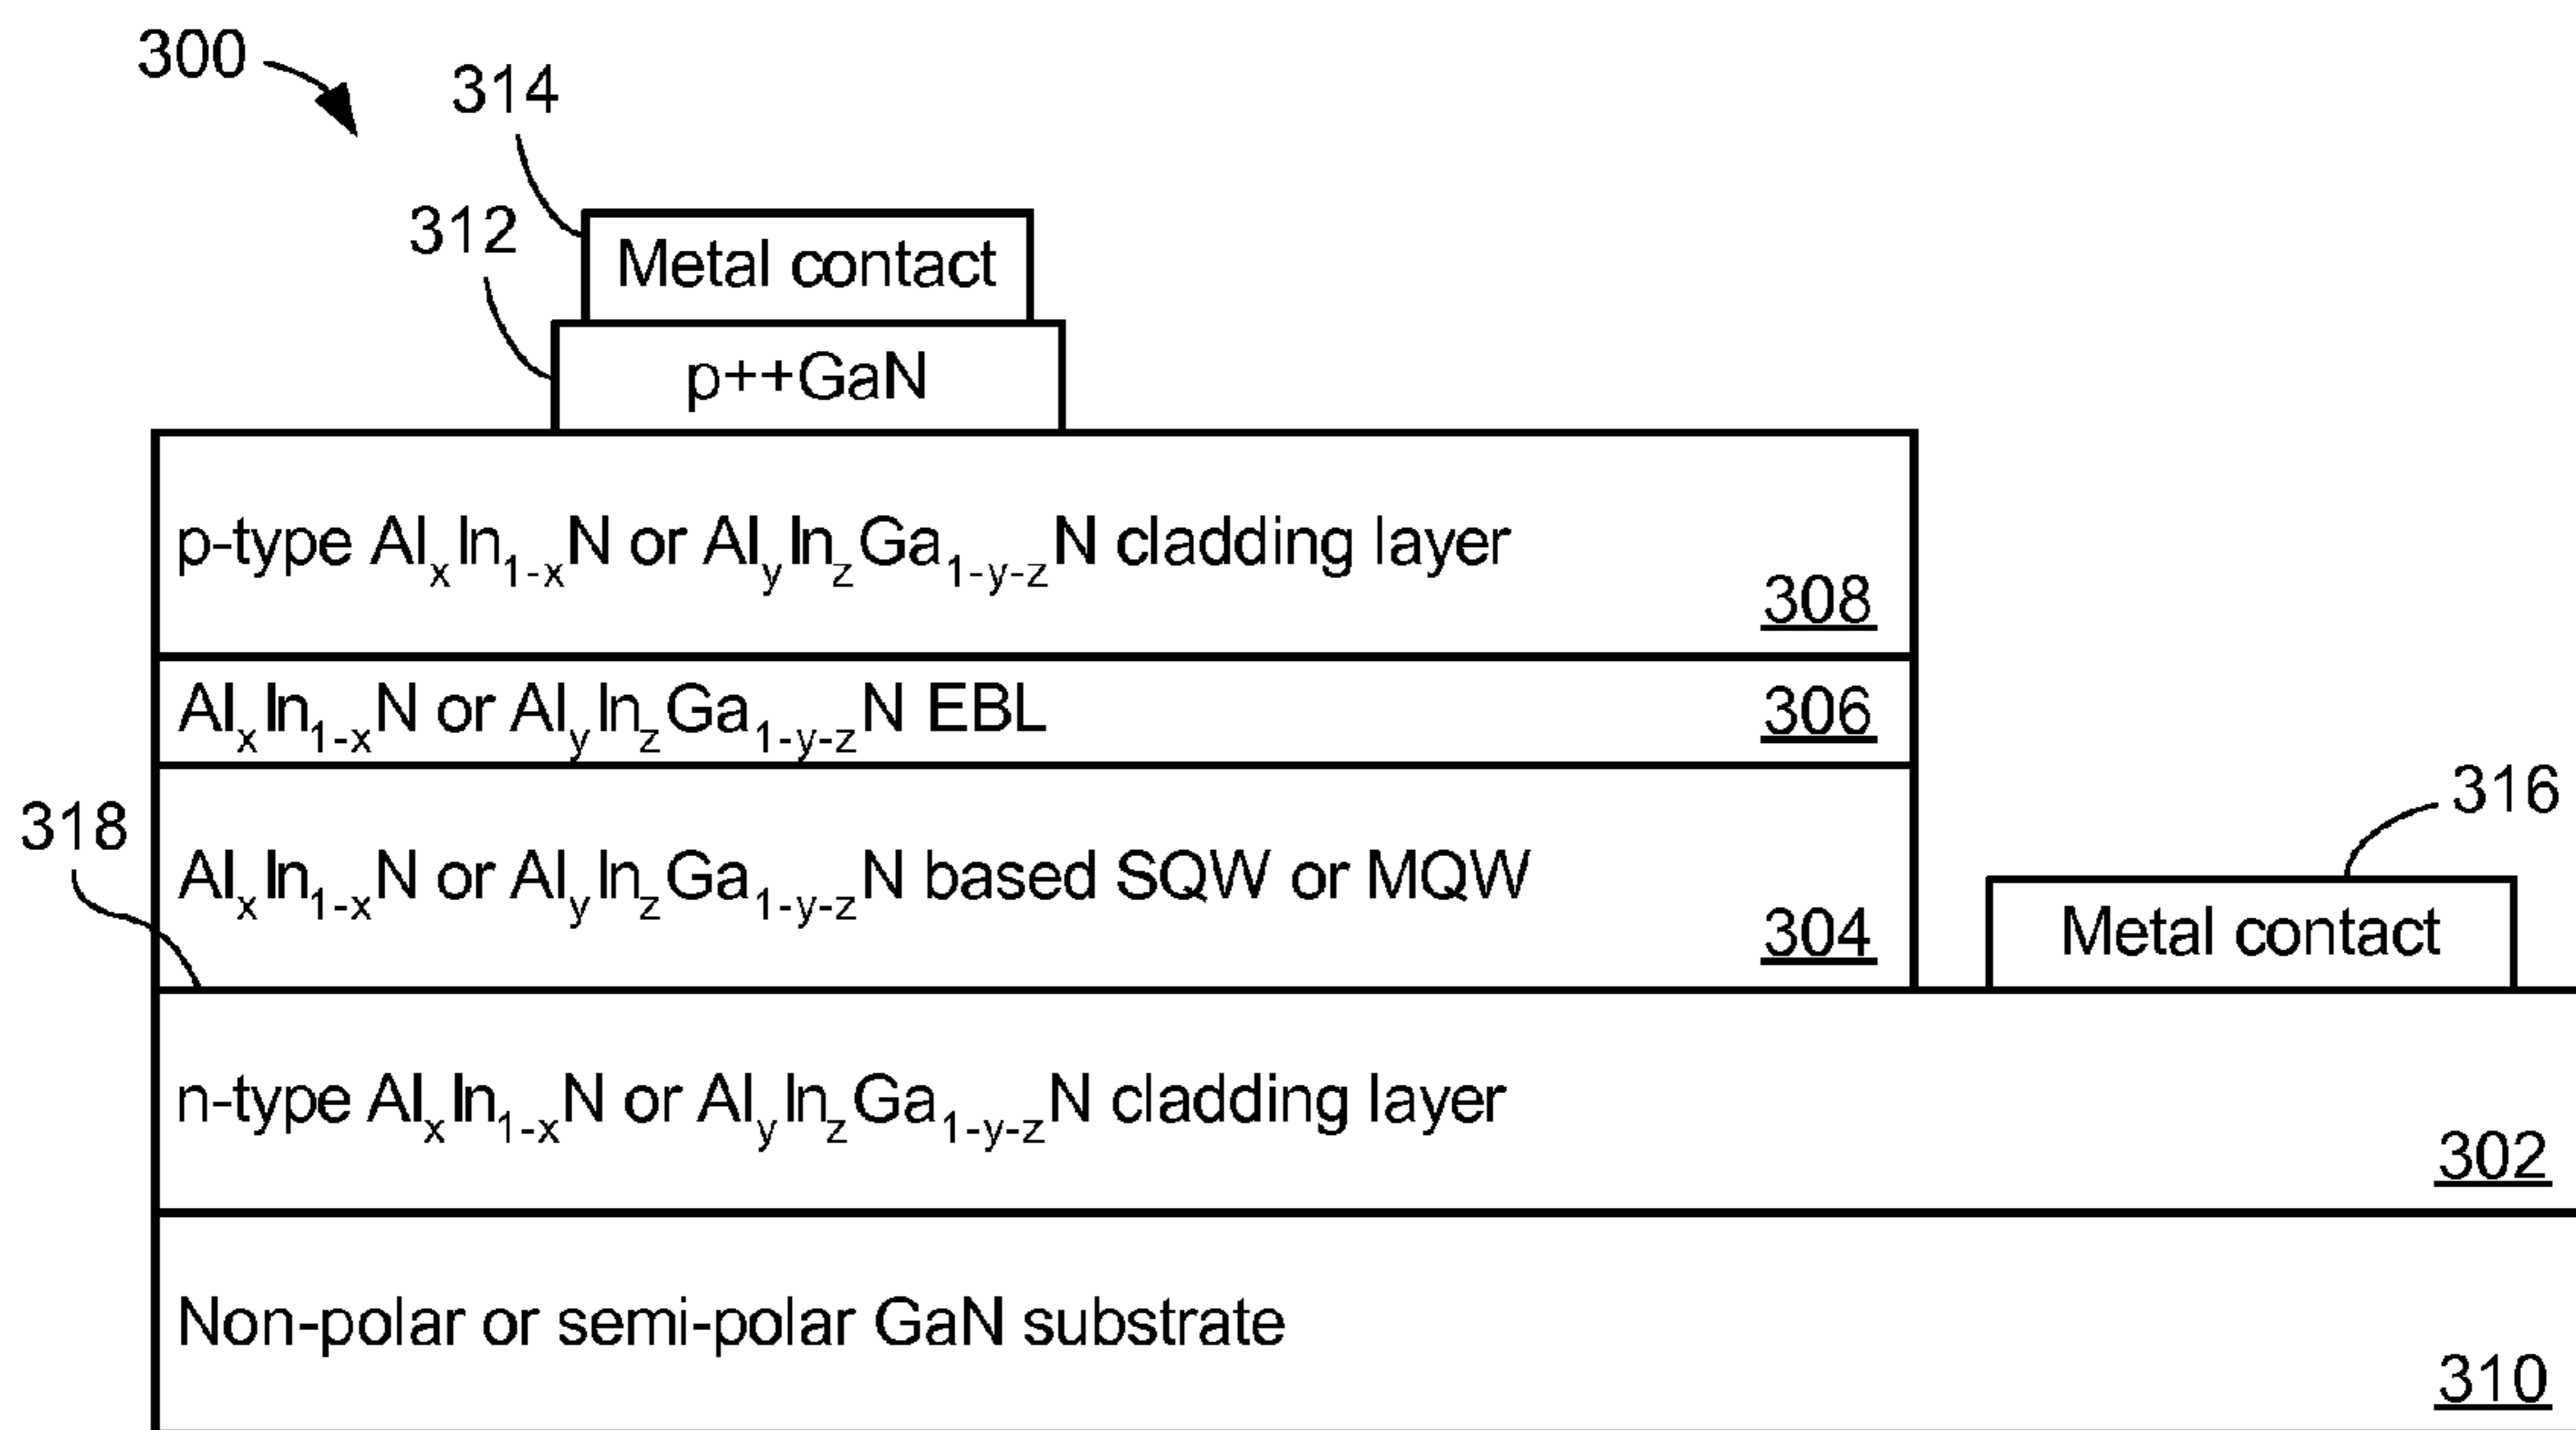 300
314
Metal contact
312
p++GaN
p-type AlxIn1-xN or AlyInzGa1-y-zN cladding layer
308
AlxIn1-xN or AlyInzGa1-y-zN EBL
306
318
AlxIn1-xN or AlyInzGa1-y-zN based SQW or MQW
304
316
Metal contact
n-type AlxIn1-xN or AlyInzGa1-y-zN cladding layer
302
Non-polar or semi-polar GaN substrate
310